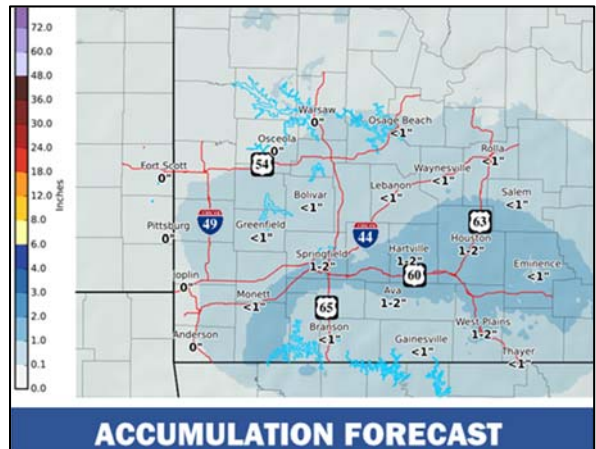 72.0
60.0
48.0
36.0
30.0
24.0
18.0
12.0
8.0
6.0
4.0
3.0
2.0
1.0
0.1
0.0
Inches
Warsaw
0"
Osage Beach
<1"
Osceola
0"
54
Rolla
<1"
Fort Scott
0"
Waynesville
<1"
Lebanon
<1"
Salem
<1"
Bolivar
<1"
Pittsburg
0"
49
Greenfield
<1"
44
63
Houston
1-2"
Hartville
1-2"
Springfield
1-2"
60
Eminence
<1"
Joplin
0"
Monett
<1"
Ava
1-2"
65
Branson
<1"
West Plains
1-2"
Anderson
0"
Gainesville
<1"
Thayer
<1"
ACCUMULATION FORECAST